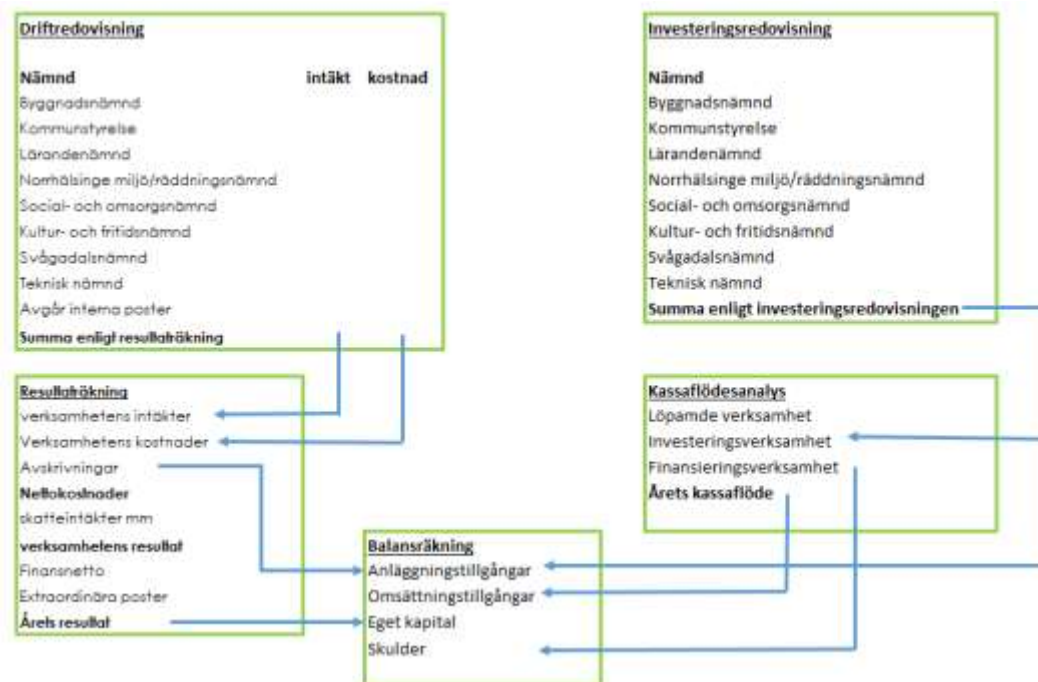 Driftredovisning
Nämnd intäkt kostnad
Byggnadsnämnd
Kommunstyrelse
Lärandenämnd
Norrhälsinge miljö/räddningsnämnd
Social- och omsorgsnämnd
Kultur- och fritidsnämnd
Svågadalsnämnd
Teknisk nämnd
Avgår interna poster
Summa enligt resultaträkning
Investeringsredovisning
Nämnd
Byggnadsnämnd
Kommunstyrelse
Lärandenämnd
Norrhälsinge miljö/räddningsnämnd
Social- och omsorgsnämnd
Kultur- och fritidsnämnd
Svågadalsnämnd
Teknisk nämnd
Summa enligt investeringsredovisningen
Resultaträkning
verksamhetens intäkter
Verksamhetens kostnader
Avskrivningar
Nettokostnader
skatteintäkter mm
verksamhetens resultat
Finansnetto
Extraordinära poster
Årets resultat
Kassaflödesanalys
Löpamde verksamhet
Investeringsverksamhet
Finansieringsverksamhet
Årets kassaflöde
Balansräkning
Anläggningstillgångar
Omsättningstillgångar
Eget kapital
Skulder